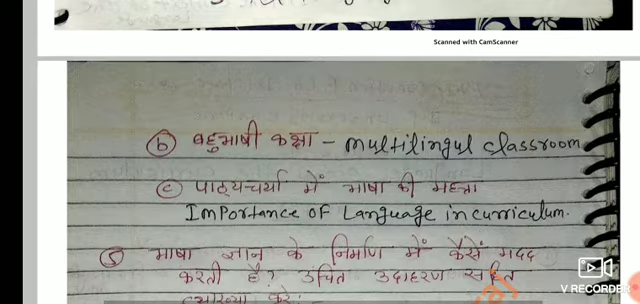 Scanned with CamScanner
(b) बहुभाषी कक्षा - multilingul classroom
(c) पाठ्यचर्या में भाषा की महत्ता
Importance of Language in curriculum.
(5) भाषा ज्ञान के निर्माण में कैसें मदद
करती है? उचित उदाहरण सहित
व्याख्या करें।
V RECORDER